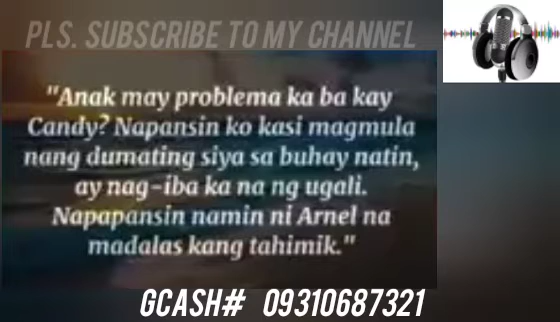 PLS. SUBSCRIBE TO MY CHANNEL
"Anak may problema ka ba kay
Candy? Napansin ko kasi magmula
nang dumating siya sa buhay natin,
ay nag-iba ka na ng ugali.
Napapansin namin ni Arnel na
madalas kang tahimik."
GCASH# 09310687321